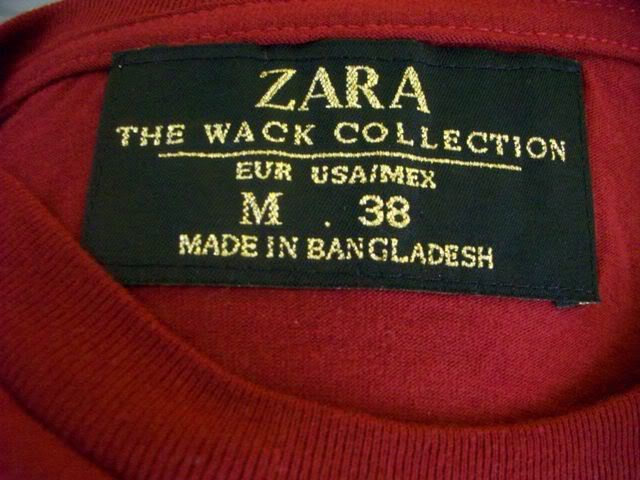 ZARA
THE WACK COLLECTION
EUR USA/MEX
M . 38
MADE IN BANGLADESH